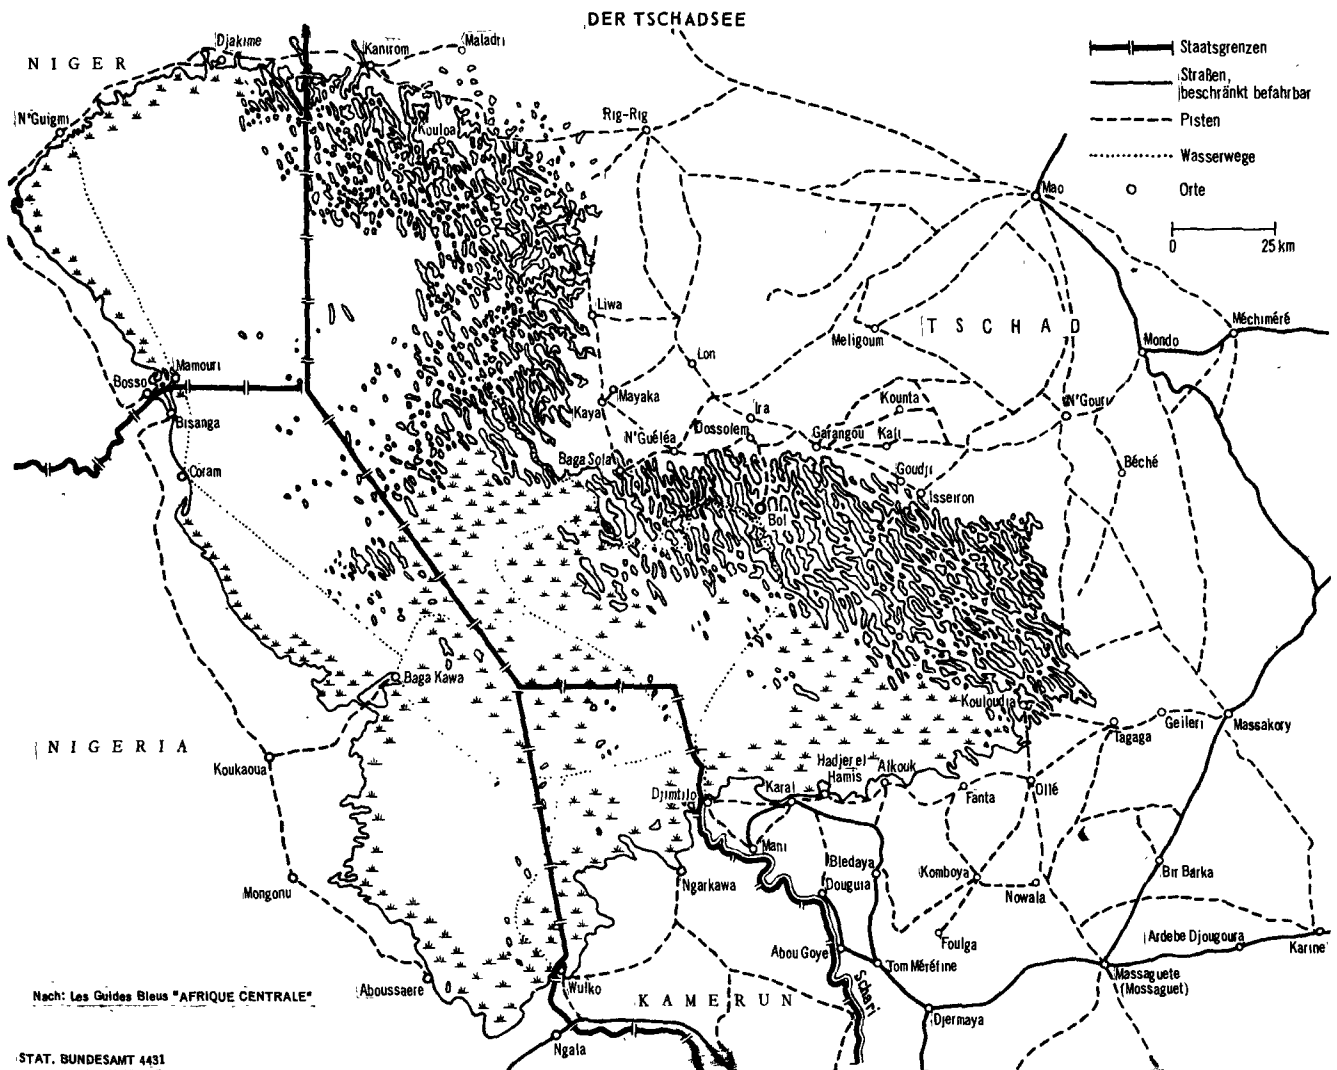 DER TSCHADSEE
Staatsgrenzen
Straßen,
beschränkt befahrbar
Pisten
Wasserwege
Orte
0 25 km
NIGER
Djakime
Kanirom
Maladri
N'Guigmi
Kouloa
Rig-Rig
Mao
Liwa
Meligoum
TSCHAD
Méchiméré
Mondo
Mamouri
Bosso
Bisanga
Lon
Mayaka
Kaya
Ira
Kounta
N'Gouri
Dossolem
N'Guéléa
Garangou
Kali
Baga Sola
Béché
Goudji
Isseiron
Coram
Bol
Baga Kawa
Kouloudia
Tagaga
Geileri
Massakory
NIGERIA
Koukaoua
Hadjer el
Hamis
Alkouk
Karal
Djimtilo
Fanta
Ollé
Mani
Bledaya
Douguia
Komboya
Nowala
Bir Barka
Ngarkawa
Mongonu
Foulga
Abou Goye
Ardebe Djougoura
Karine
Tom Méréfine
Massaguete
(Mossaguet)
Aboussaere
Wulko
KAMERUN
Schari
Djermaya
Ngala
Nach: Les Guides Bleus "AFRIQUE CENTRALE"
STAT. BUNDESAMT 4431